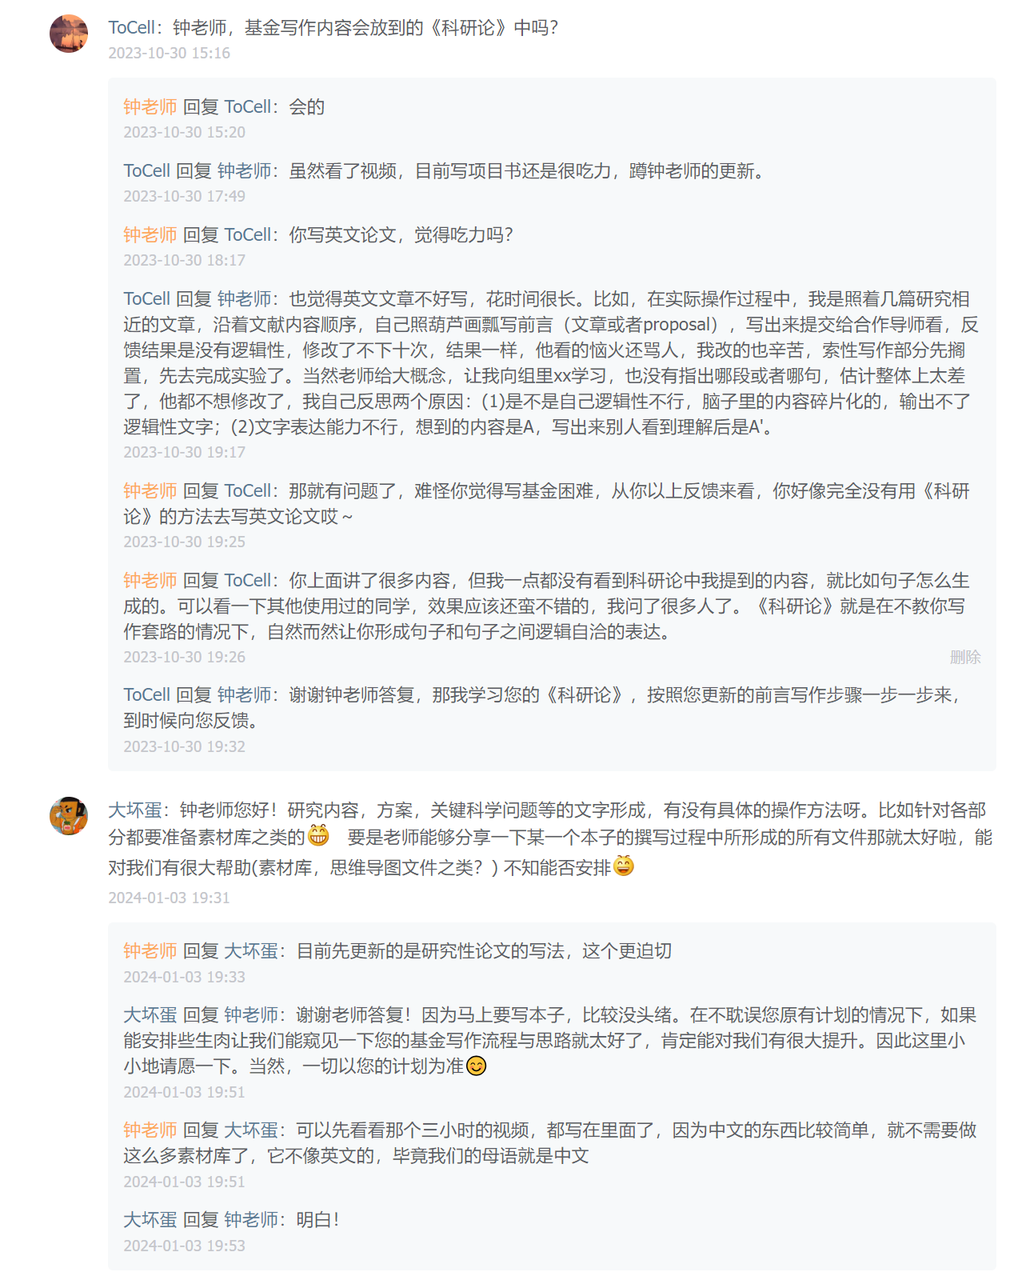 ToCell：钟老师，基金写作内容会放到的《科研论》中吗？
2023-10-30 15:16
钟老师 回复 ToCell：会的
2023-10-30 15:20
ToCell 回复 钟老师：虽然看了视频，目前写项目书还是很吃力，蹲钟老师的更新。
2023-10-30 17:49
钟老师 回复 ToCell：你写英文论文，觉得吃力吗？
2023-10-30 18:17
ToCell 回复 钟老师：也觉得英文文章不好写，花时间很长。比如，在实际操作过程中，我是照着几篇研究相
近的文章，沿着文献内容顺序，自己照葫芦画瓢写前言（文章或者proposal），写出来提交给合作导师看，反
馈结果是没有逻辑性，修改了不下十次，结果一样，他看的恼火还骂人，我改的也辛苦，索性写作部分先搁
置，先去完成实验了。当然老师给大概念，让我向组里xx学习，也没有指出哪段或者哪句，估计整体上太差
了，他都不想修改了，我自己反思两个原因：(1)是不是自己逻辑性不行，脑子里的内容碎片化的，输出不了
逻辑性文字；(2)文字表达能力不行，想到的内容是A，写出来别人看到理解后是A'。
2023-10-30 19:17
钟老师 回复 ToCell：那就有问题了，难怪你觉得写基金困难，从你以上反馈来看，你好像完全没有用《科研
论》的方法去写英文论文哎～
2023-10-30 19:25
钟老师 回复 ToCell：你上面讲了很多内容，但我一点都没有看到科研论中我提到的内容，就比如句子怎么生
成的。可以看一下其他使用过的同学，效果应该还蛮不错的，我问了很多人了。《科研论》就是在不教你写
作套路的情况下，自然而然让你形成句子和句子之间逻辑自洽的表达。
2023-10-30 19:26 删除
ToCell 回复 钟老师：谢谢钟老师答复，那我学习您的《科研论》，按照您更新的前言写作步骤一步一步来，
到时候向您反馈。
2023-10-30 19:32
大坏蛋：钟老师您好！研究内容，方案，关键科学问题等的文字形成，有没有具体的操作方法呀。比如针对各部
分都要准备素材库之类的😁 要是老师能够分享一下某一个本子的撰写过程中所形成的所有文件那就太好啦，能
对我们有很大帮助(素材库，思维导图文件之类？) 不知能否安排😄
2024-01-03 19:31
钟老师 回复 大坏蛋：目前先更新的是研究性论文的写法，这个更迫切
2024-01-03 19:33
大坏蛋 回复 钟老师：谢谢老师答复！因为马上要写本子，比较没头绪。在不耽误您原有计划的情况下，如果
能安排些生肉让我们能窥见一下您的基金写作流程与思路就太好了，肯定能对我们有很大提升。因此这里小
小地请愿一下。当然，一切以您的计划为准😊
2024-01-03 19:51
钟老师 回复 大坏蛋：可以先看看那个三小时的视频，都写在里面了，因为中文的东西比较简单，就不需要做
这么多素材库了，它不像英文的，毕竟我们的母语就是中文
2024-01-03 19:51
大坏蛋 回复 钟老师：明白！
2024-01-03 19:53